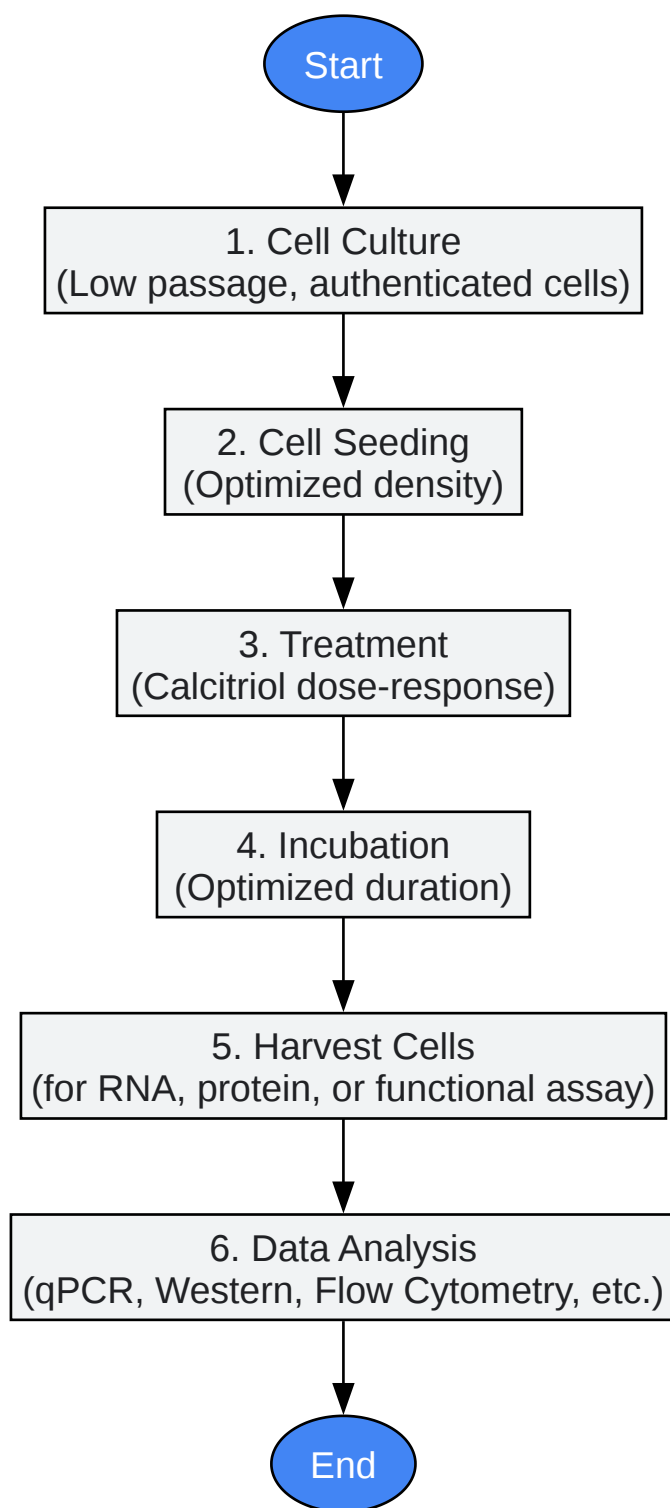 Start
1. Cell Culture
(Low passage, authenticated cells)
2. Cell Seeding
(Optimized density)
3. Treatment
(Calcitriol dose-response)
4. Incubation
(Optimized duration)
5. Harvest Cells
(for RNA, protein, or functional assay)
6. Data Analysis
(qPCR, Western, Flow Cytometry, etc.)
End